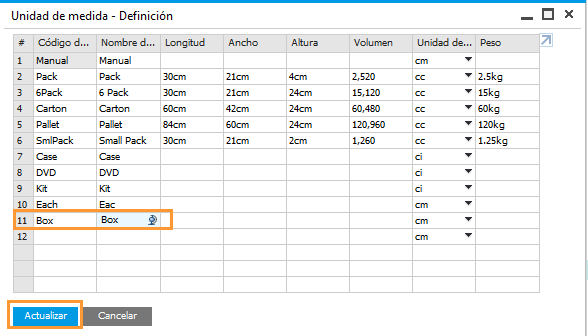 Unidad de medida - Definición
# Código d... Nombre d... Longitud Ancho Altura Volumen Unidad de... Peso
1 Manual Manual cm
2 Pack Pack 30cm 21cm 4cm 2,520 cc 2.5kg
3 6Pack 6 Pack 30cm 21cm 24cm 15,120 cc 15kg
4 Carton Carton 60cm 42cm 24cm 60,480 cc 60kg
5 Pallet Pallet 84cm 60cm 24cm 120,960 cc 120kg
6 SmlPack Small Pack 30cm 21cm 2cm 1,260 cc 1.25kg
7 Case Case ci
8 DVD DVD ci
9 Kit Kit ci
10 Each Eac cm
11 Box Box cm
12 cm
Actualizar Cancelar